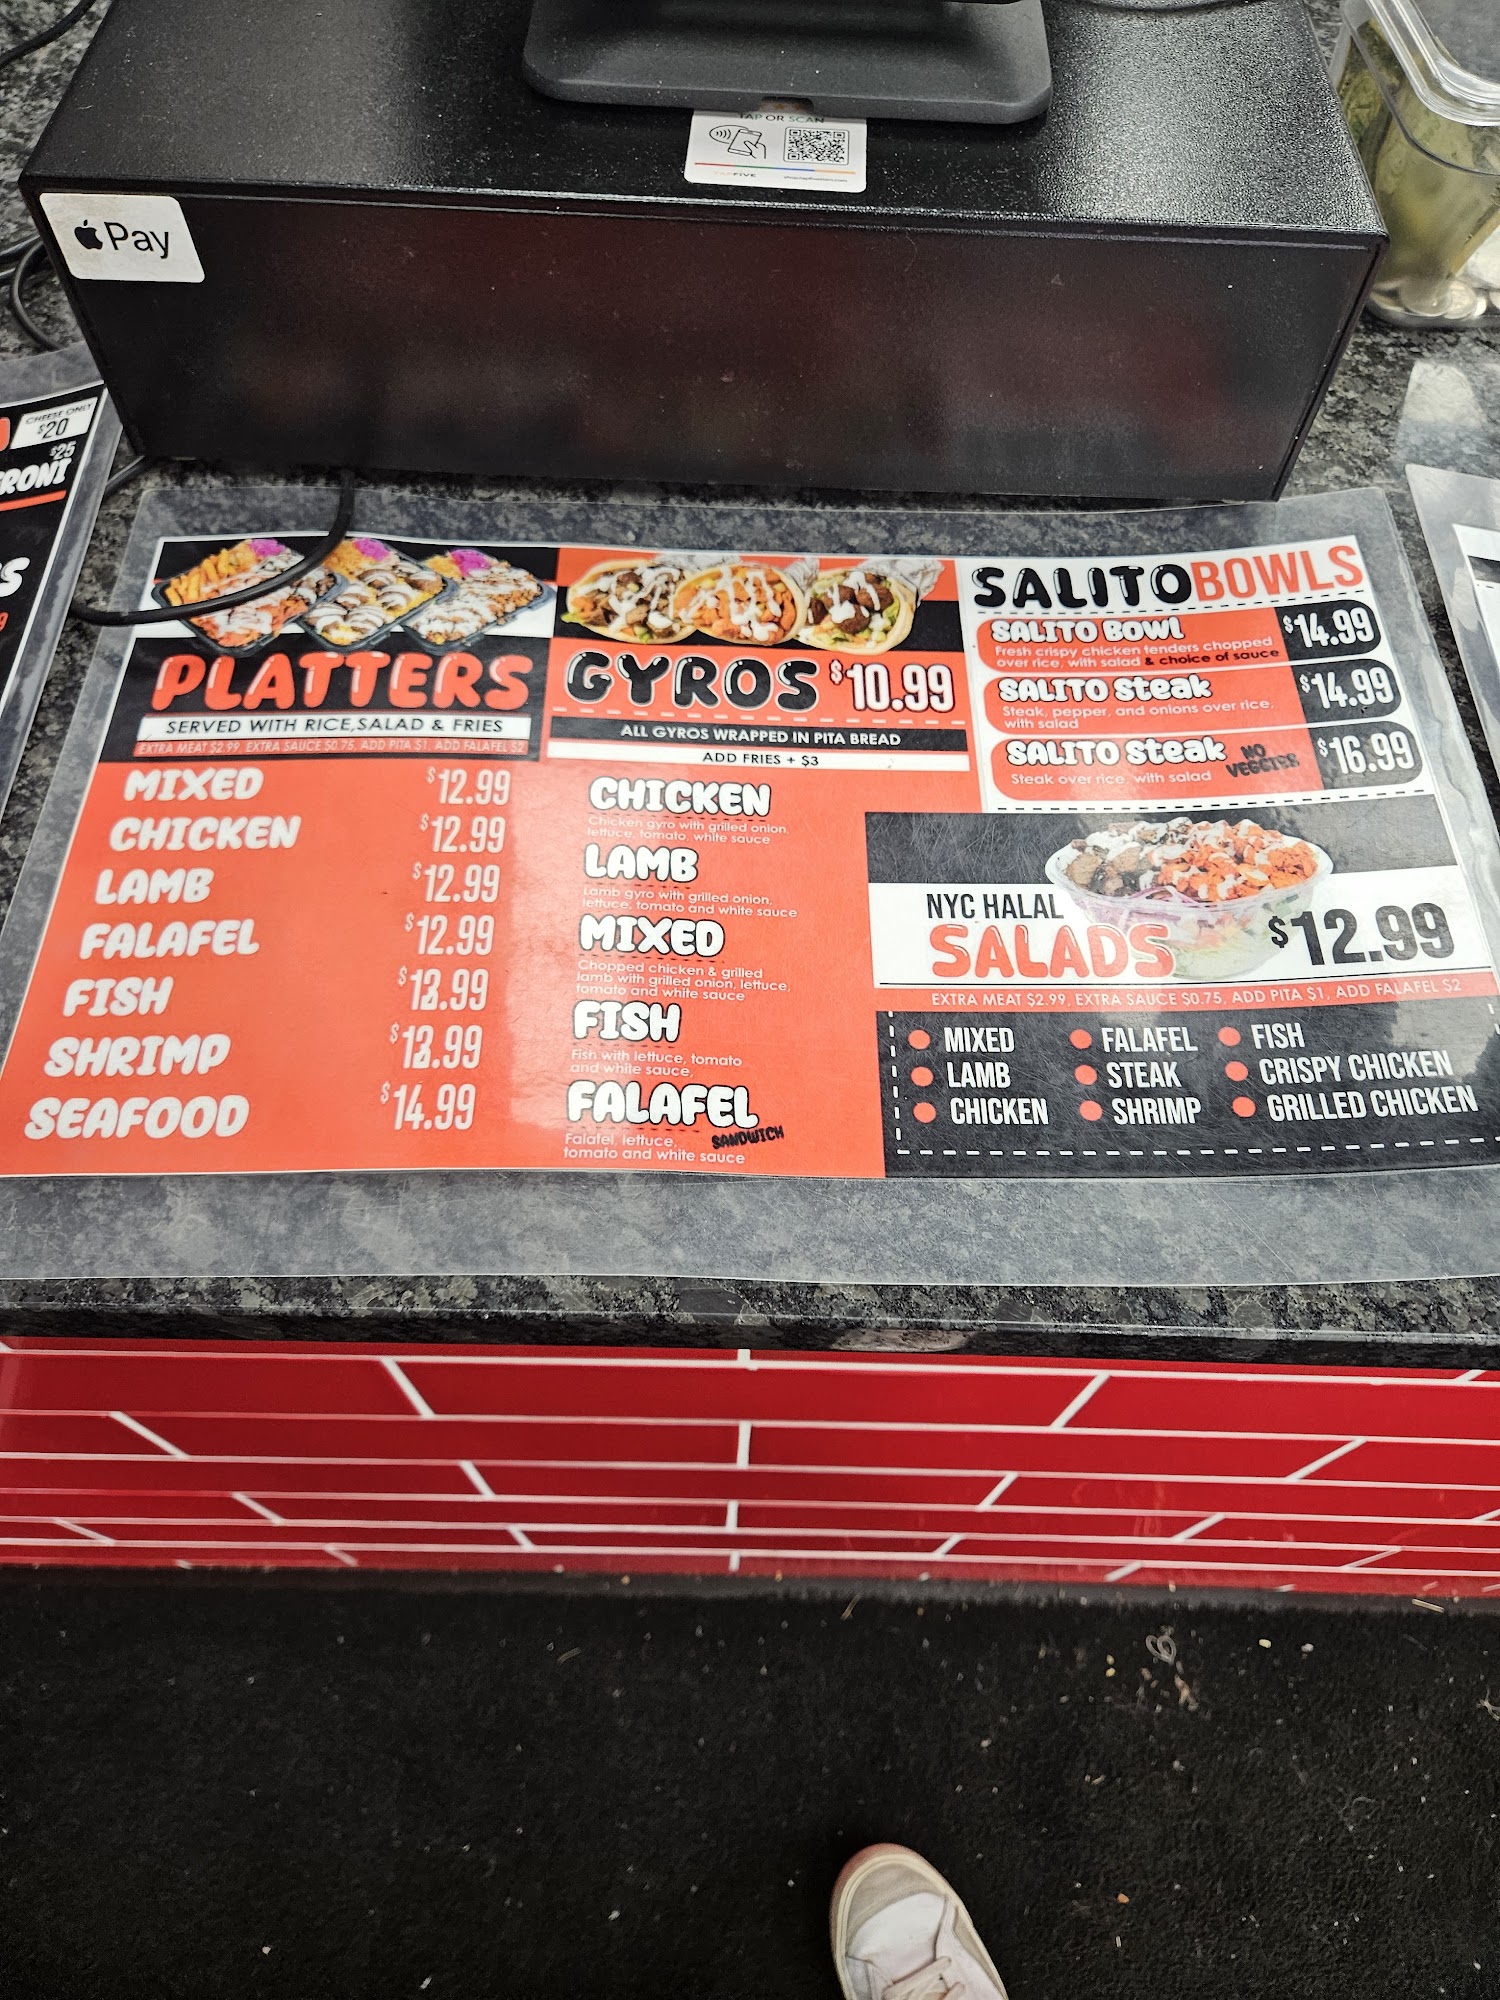 TAP OR SCAN
Pay
CHEESE ONLY
$20
$25
RONI
S
9
PLATTERS
SERVED WITH RICE,SALAD & FRIES
EXTRA MEAT $2.99, EXTRA SAUCE $0.75, ADD PITA $1, ADD FALAFEL $2
MIXED $12.99
CHICKEN $12.99
LAMB $12.99
FALAFEL $12.99
FISH
SHRIMP
SEAFOOD $14.99
GYROS $10.99
ALL GYROS WRAPPED IN PITA BREAD
ADD FRIES + $3
CHICKEN
Chicken gyro with grilled onion,
lettuce, tomato, white sauce
LAMB
Lamb gyro with grilled onion,
lettuce, tomato and white sauce
MIXED
Chopped chicken & grilled
lamb with grilled onion, lettuce,
tomato and white sauce
FISH
Fish with lettuce, tomato
and white sauce,
FALAFEL
SANDWICH
Falafel, lettuce,
tomato and white sauce
SALITO BOWLS
SALITO BOWL $14.99
Fresh crispy chicken tenders chopped
over rice, with salad & choice of sauce
SALITO Steak $14.99
Steak, pepper, and onions over rice,
with salad
SALITO Steak NO VEGGIES $16.99
Steak over rice, with salad
NYC HALAL
SALADS $12.99
EXTRA MEAT $2.99, EXTRA SAUCE $0.75, ADD PITA $1, ADD FALAFEL $2
MIXED
LAMB
CHICKEN
FALAFEL
STEAK
SHRIMP
FISH
CRISPY CHICKEN
GRILLED CHICKEN